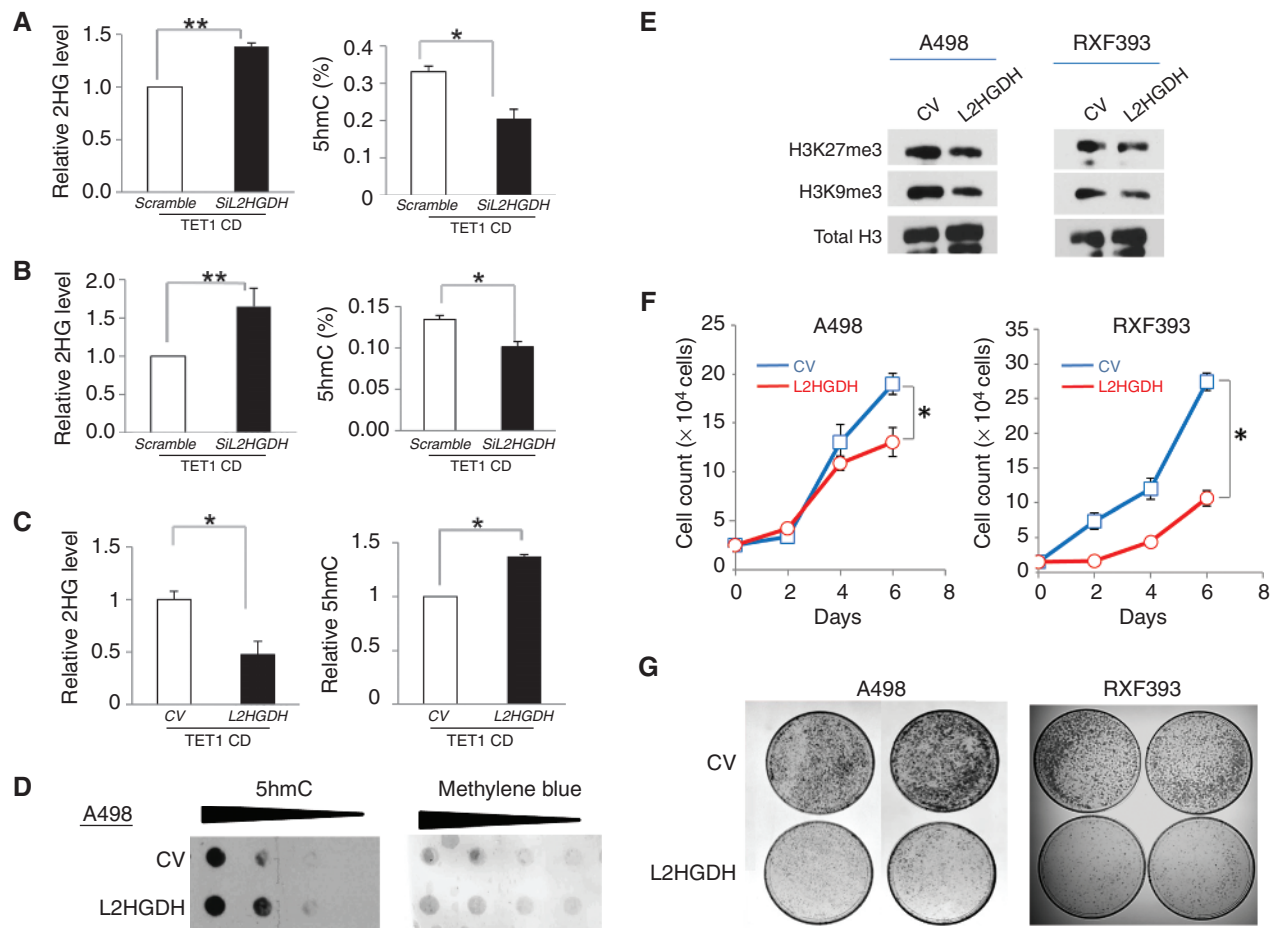 A
Relative 2HG level
1.5
1.0
0.5
0.0
**
Scramble SiL2HGDH
TET1 CD
5hmC (%)
0.4
0.3
0.2
0.1
0
*
Scramble SiL2HGDH
TET1 CD
B
Relative 2HG level
2.0
1.5
1.0
0.5
0.0
**
Scramble SiL2HGDH
TET1 CD
5hmC (%)
0.15
0.10
0.05
0.00
*
Scramble SiL2HGDH
TET1 CD
C
Relative 2HG level
1.5
1
0.5
0
*
CV L2HGDH
TET1 CD
Relative 5hmC
1.5
1
0.5
0
*
CV L2HGDH
TET1 CD
D
A498
5hmC Methylene blue
CV
L2HGDH
E
A498 RXF393
CV L2HGDH CV L2HGDH
H3K27me3
H3K9me3
Total H3
F
A498
Cell count (× 10⁴ cells)
25
20
15
10
5
0
CV
L2HGDH
*
0 2 4 6 8
Days
RXF393
Cell count (× 10⁴ cells)
35
30
25
20
15
10
5
0
CV
L2HGDH
*
0 2 4 6 8
Days
G
A498 RXF393
CV
L2HGDH